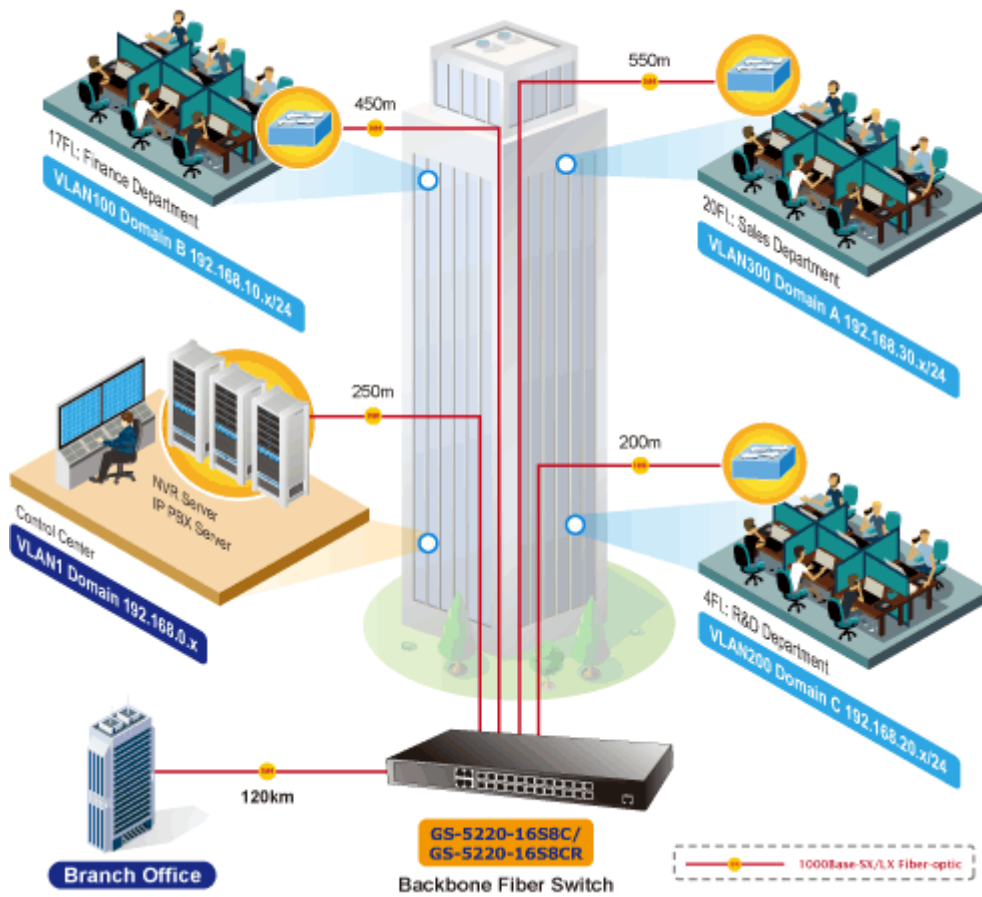 550m
450m
17FL: Finance Department
VLAN100 Domain B 192.168.10.x/24
20FL: Sales Department
VLAN300 Domain A 192.168.30.x/24
250m
NVR Server
IP PBX Server
Control Center
VLAN1 Domain 192.168.0.x
200m
4FL: R&D Department
VLAN200 Domain C 192.168.20.x/24
120km
Branch Office
GS-5220-16S8C/
GS-5220-16S8CR
Backbone Fiber Switch
1000Base-SX/LX Fiber-optic